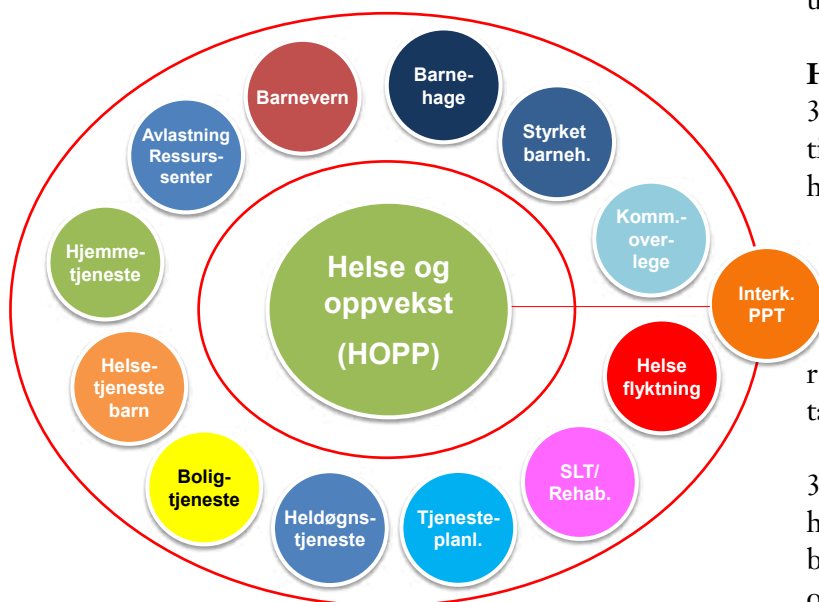 Barnevern
Barne-
hage
Styrket
barneh.
Komm.-
over-
lege
Interk.
PPT
Helse
flyktning
SLT/
Rehab.
Tjeneste-
planl.
Heldøgns-
tjeneste
Bolig-
tjeneste
Helse-
tjeneste
barn
Hjemme-
tjeneste
Avlastning
Ressurs-
senter
Helse og
oppvekst
(HOPP)